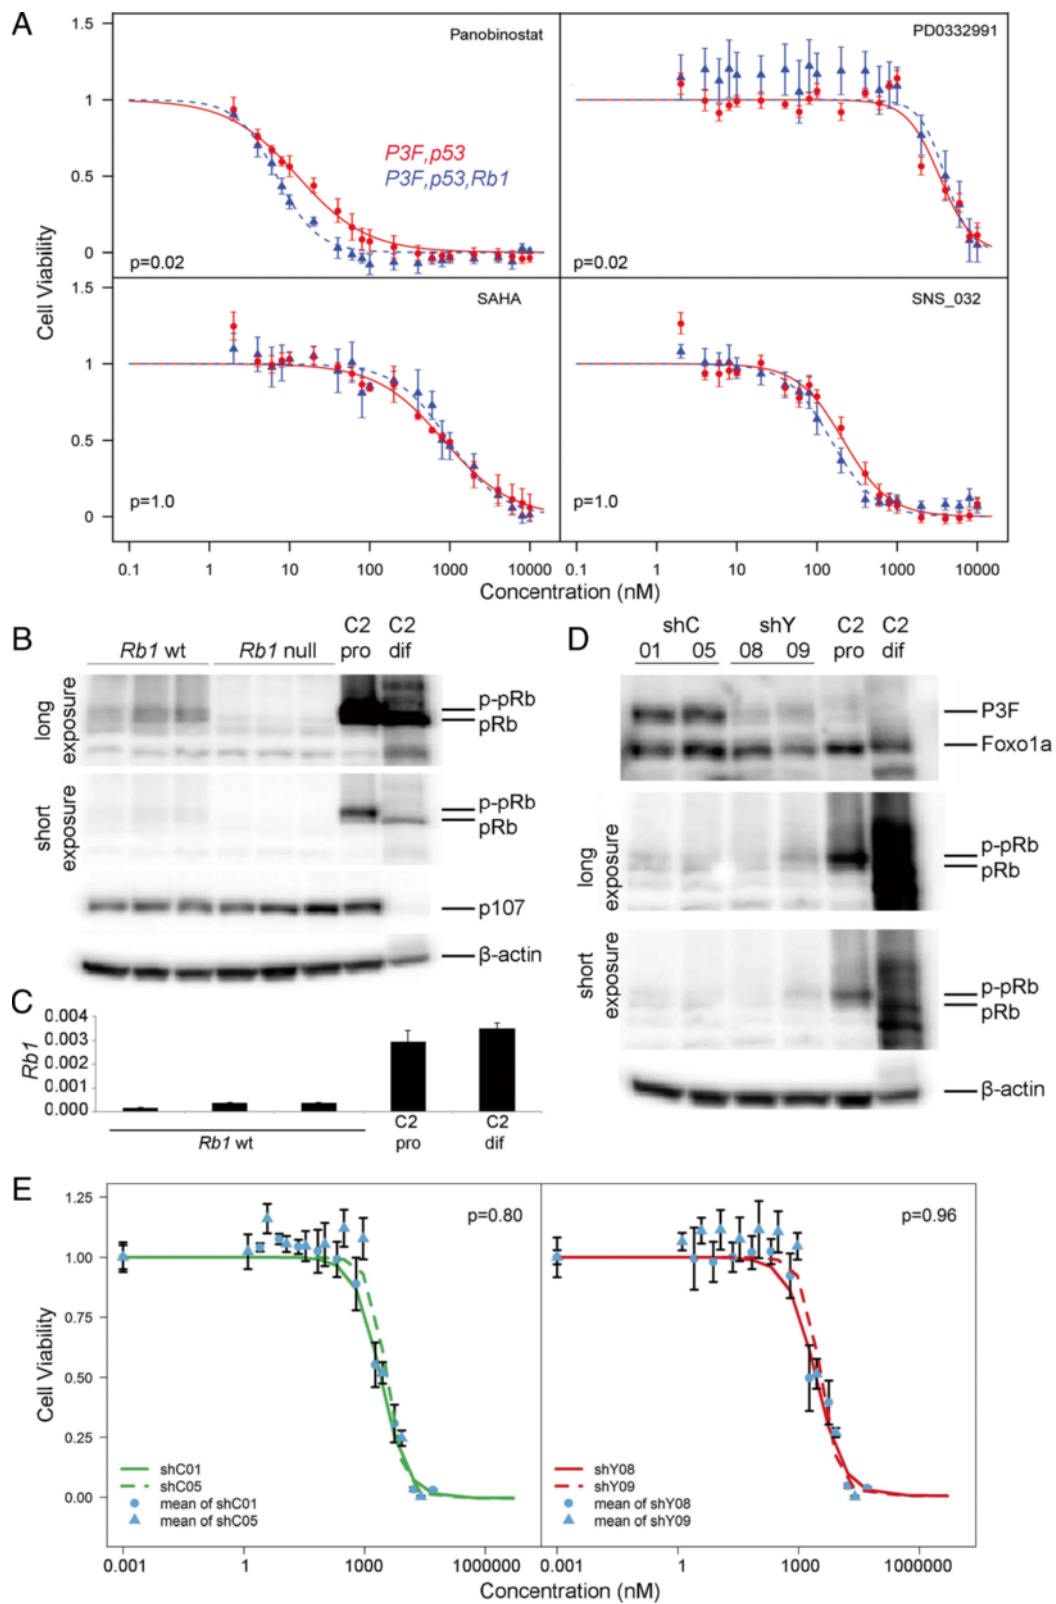 A
Panobinostat
PD0332991
P3F,p53
P3F,p53,Rb1
1.5
1
0.5
0
p=0.02
p=0.02
SAHA
SNS_032
1.5
1
0.5
0
p=1.0
p=1.0
Cell Viability
0.1 1 10 100 1000 10000
0.1 1 10 100 1000 10000
Concentration (nM)
B
Rb1 wt
Rb1 null
C2 pro
C2 dif
long exposure
p-pRb
pRb
short exposure
p-pRb
pRb
p107
β-actin
C
Rb1
0.004
0.003
0.002
0.001
0.000
Rb1 wt
C2 pro
C2 dif
D
shC
shY
C2 pro
C2 dif
01 05 08 09
P3F
Foxo1a
long exposure
p-pRb
pRb
short exposure
p-pRb
pRb
β-actin
E
Cell Viability
1.25
1.00
0.75
0.50
0.25
0.00
p=0.80
p=0.96
shC01
shC05
mean of shC01
mean of shC05
shY08
shY09
mean of shY08
mean of shY09
0.001 1 1000 1000000
0.001 1 1000 1000000
Concentration (nM)